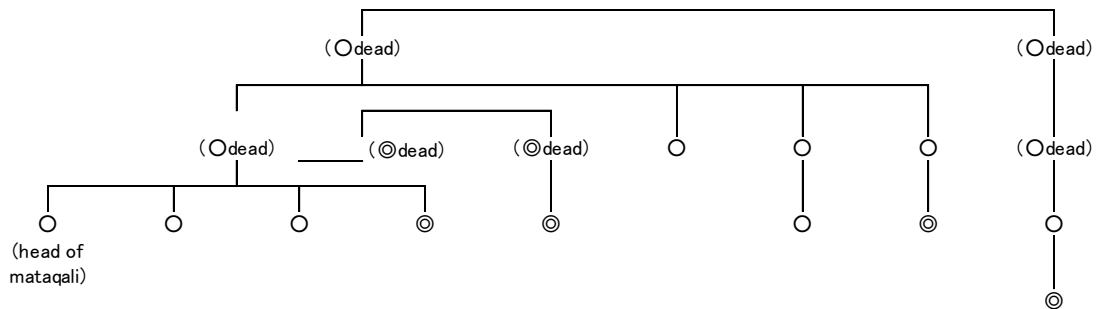 (○dead) (○dead)
(○dead) (◎dead) (◎dead) ○ ○ ○ (○dead)
○ ○ ○ ◎ ◎ ○ ◎ ○
(head of
mataqali)
◎